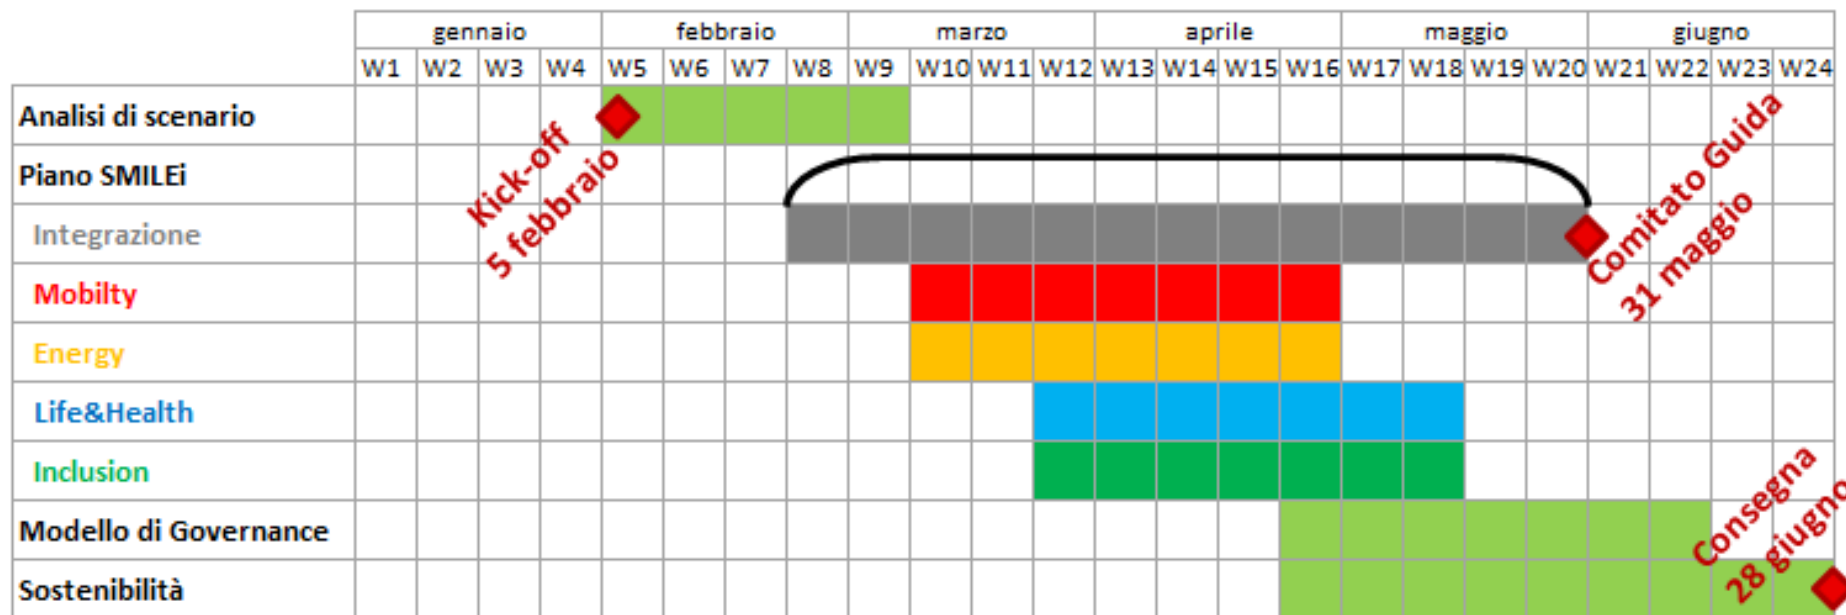 gennaio febbraio marzo aprile maggio giugno
W1 W2 W3 W4 W5 W6 W7 W8 W9 W10 W11 W12 W13 W14 W15 W16 W17 W18 W19 W20 W21 W22 W23 W24
Analisi di scenario
Kick-off
5 febbraio
Piano SMILEi
Integrazione
Comitato Guida
31 maggio
Mobilty
Energy
Life&Health
Inclusion
Modello di Governance
Consegna
28 giugno
Sostenibilità